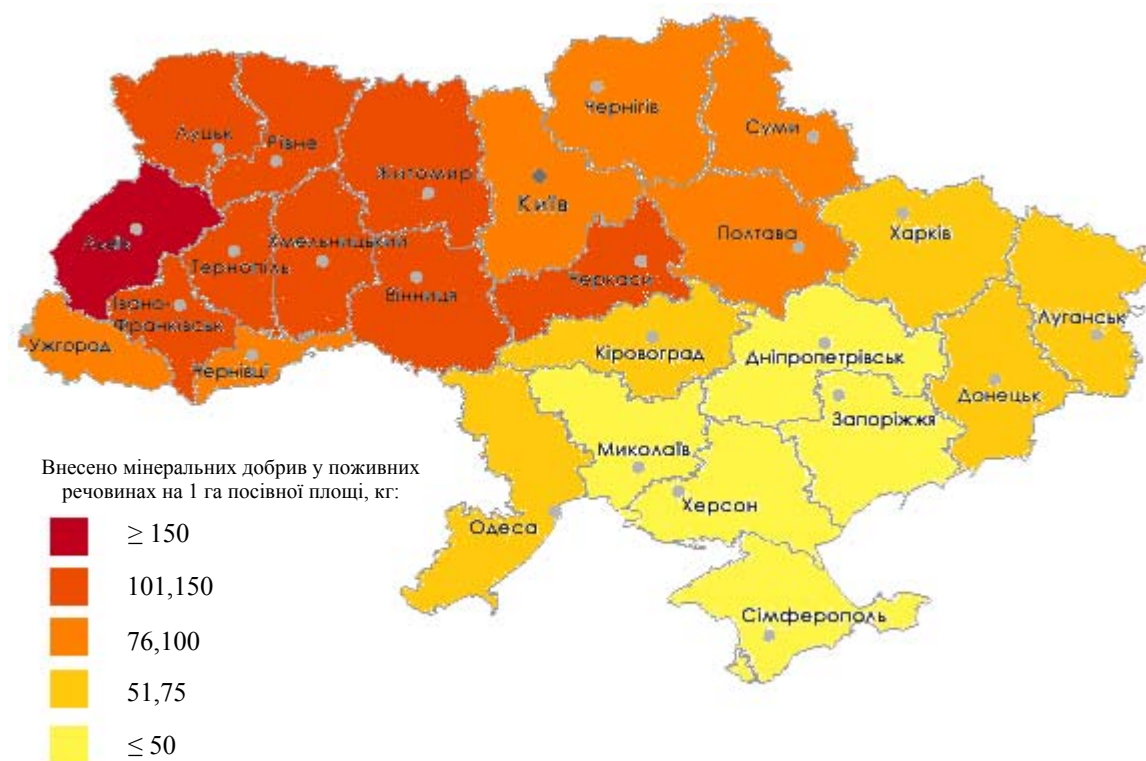 Чернігів
Суми
Луцьк
Рівне
Житомир
Київ
Львів
Тернопіль
Хмельницький
Вінниця
Черкаси
Полтава
Харків
Івано-
Франківськ
Ужгород
Чернівці
Кіровоград
Дніпропетрівськ
Луганськ
Донецьк
Запоріжжя
Миколаїв
Херсон
Одеса
Сімферополь
Внесено мінеральних добрив у поживних
речовинах на 1 га посівної площі, кг:
≥ 150
101,150
76,100
51,75
≤ 50